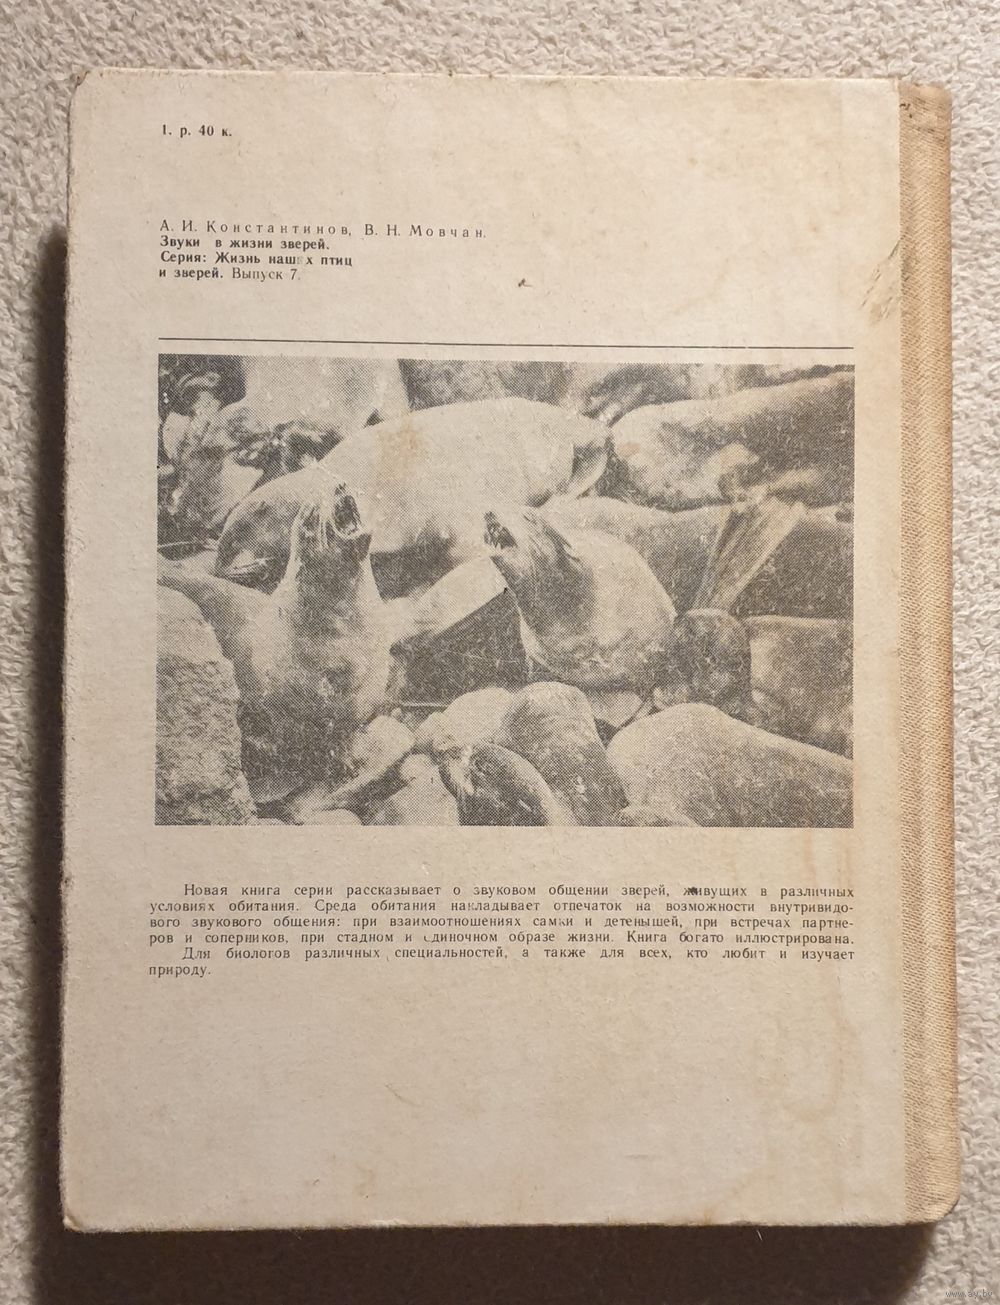 1. р. 40 к.
А. И. Константинов, В. Н. Мовчан.
Звуки в жизни зверей.
Серия: Жизнь наших птиц
и зверей. Выпуск 7.
Новая книга серии рассказывает о звуковом общении зверей, живущих в различных
условиях обитания. Среда обитания накладывает отпечаток на возможности внутривидо-
вого звукового общения: при взаимоотношениях самки и детенышей, при встречах партне-
ров и соперников, при стадном и одиночном образе жизни. Книга богато иллюстрирована.
Для биологов различных специальностей, а также для всех, кто любит и изучает
природу.
www.ay.by